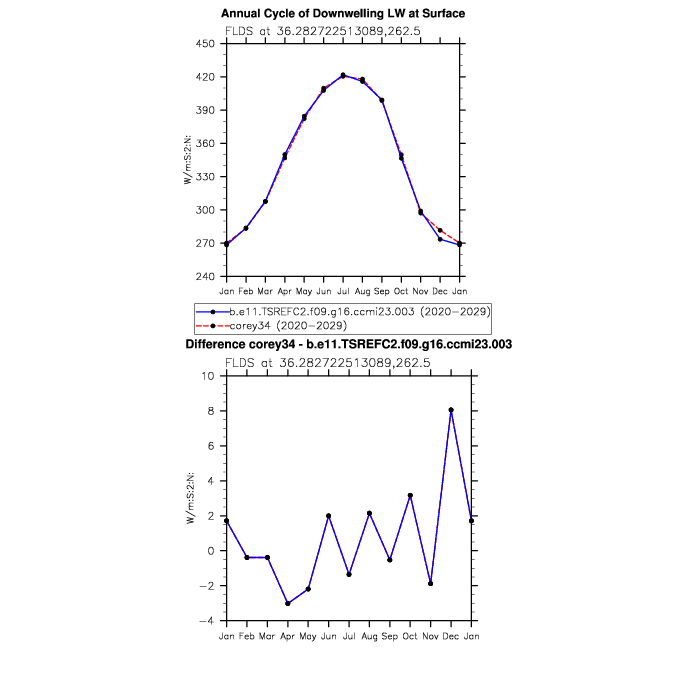 Annual Cycle of Downwelling LW at Surface
FLDS at 36.282722513089,262.5
450
420
390
360
330
300
270
240
W/m:S:2:N:
Jan Feb Mar Apr May Jun Jul Aug Sep Oct Nov Dec Jan
b.e11.TSREFC2.f09.g16.ccmi23.003 (2020-2029)
corey34 (2020-2029)
Difference corey34 - b.e11.TSREFC2.f09.g16.ccmi23.003
FLDS at 36.282722513089,262.5
10
8
6
4
2
0
-2
-4
W/m:S:2:N:
Jan Feb Mar Apr May Jun Jul Aug Sep Oct Nov Dec Jan